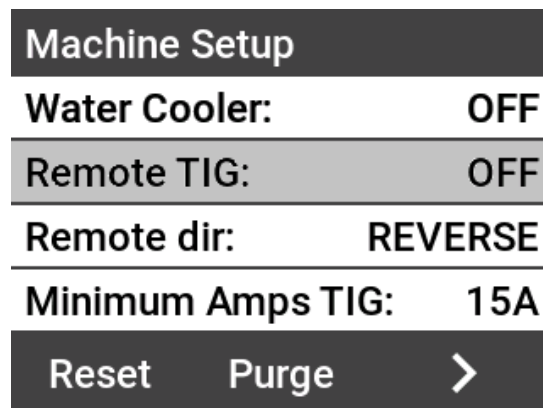 Machine Setup
Water Cooler: OFF
Remote TIG: OFF
Remote dir: REVERSE
Minimum Amps TIG: 15A
Reset Purge >